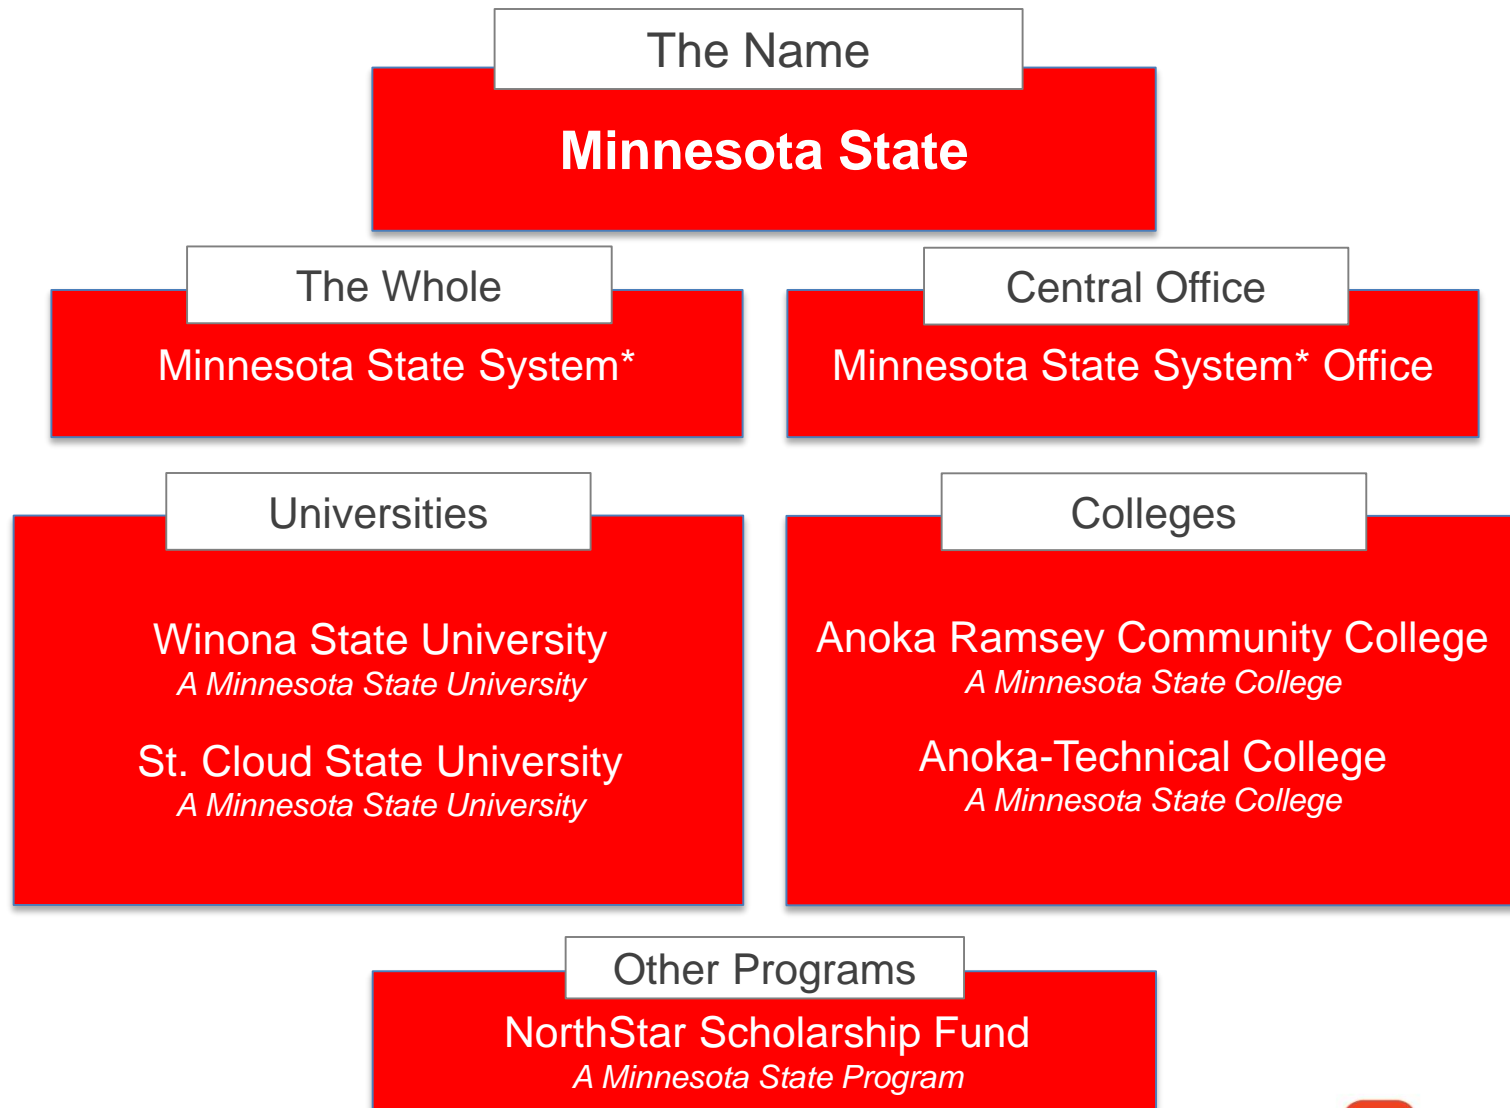 The Name
Minnesota State
The Whole
Minnesota State System*
Central Office
Minnesota State System* Office
Universities
Winona State University
A Minnesota State University
St. Cloud State University
A Minnesota State University
Colleges
Anoka Ramsey Community College
A Minnesota State College
Anoka-Technical College
A Minnesota State College
Other Programs
NorthStar Scholarship Fund
A Minnesota State Program